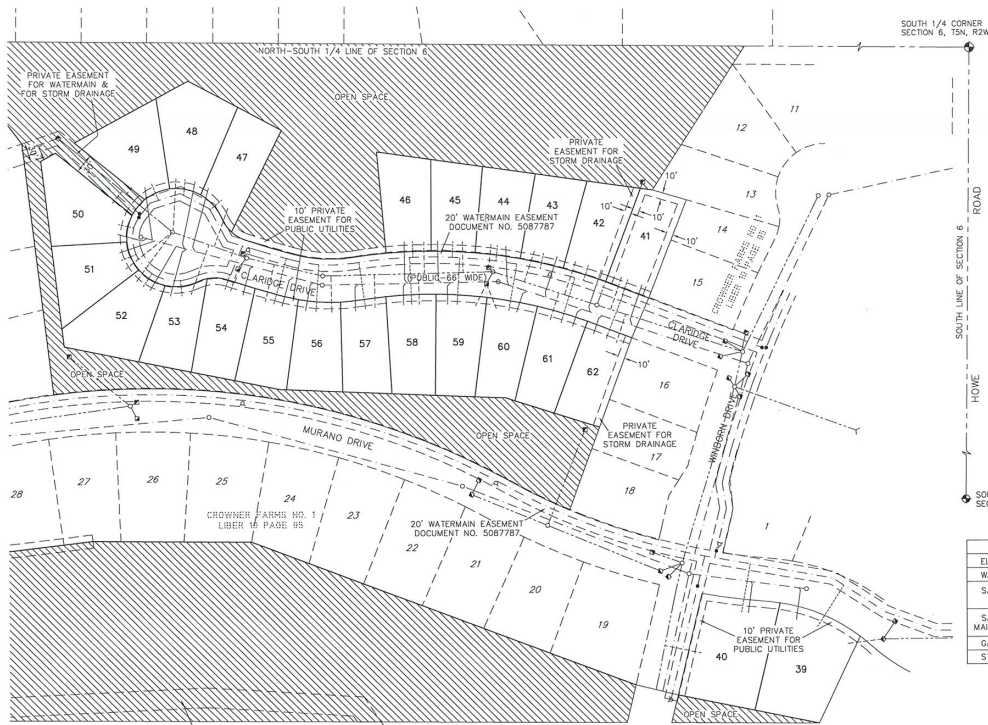 SOUTH 1/4 CORNER
SECTION 6, T5N, R2W
NORTH-SOUTH 1/4 LINE OF SECTION 6
PRIVATE EASEMENT
FOR WATERMAIN &
FOR STORM DRAINAGE
OPEN SPACE
11
12
13
14
15
48
49
47
PRIVATE
EASEMENT FOR
STORM DRAINAGE
10'
10'
10'
10'
ROAD
46
45
44
43
42
41
50
10' PRIVATE
EASEMENT FOR
PUBLIC UTILITIES
20' WATERMAIN EASEMENT
DOCUMENT NO. 5087787
CROWNER FARMS NO. 1
LIBER 10 PAGE 95
51
CLARIDGE DRIVE
(PUBLIC-66' WIDE)
SOUTH LINE OF SECTION 6
52
53
54
55
56
57
58
59
60
61
62
CLARIDGE
DRIVE
10'
16
OPEN SPACE
HOWE
WINBORN DRIVE
MURANO DRIVE
OPEN SPACE
PRIVATE
EASEMENT FOR
STORM DRAINAGE
17
18
28
27
26
25
24
23
22
21
20
19
1
CROWNER FARMS NO. 1
LIBER 10 PAGE 95
20' WATERMAIN EASEMENT
DOCUMENT NO. 5087787
10' PRIVATE
EASEMENT FOR
PUBLIC UTILITIES
40
39
OPEN SPACE